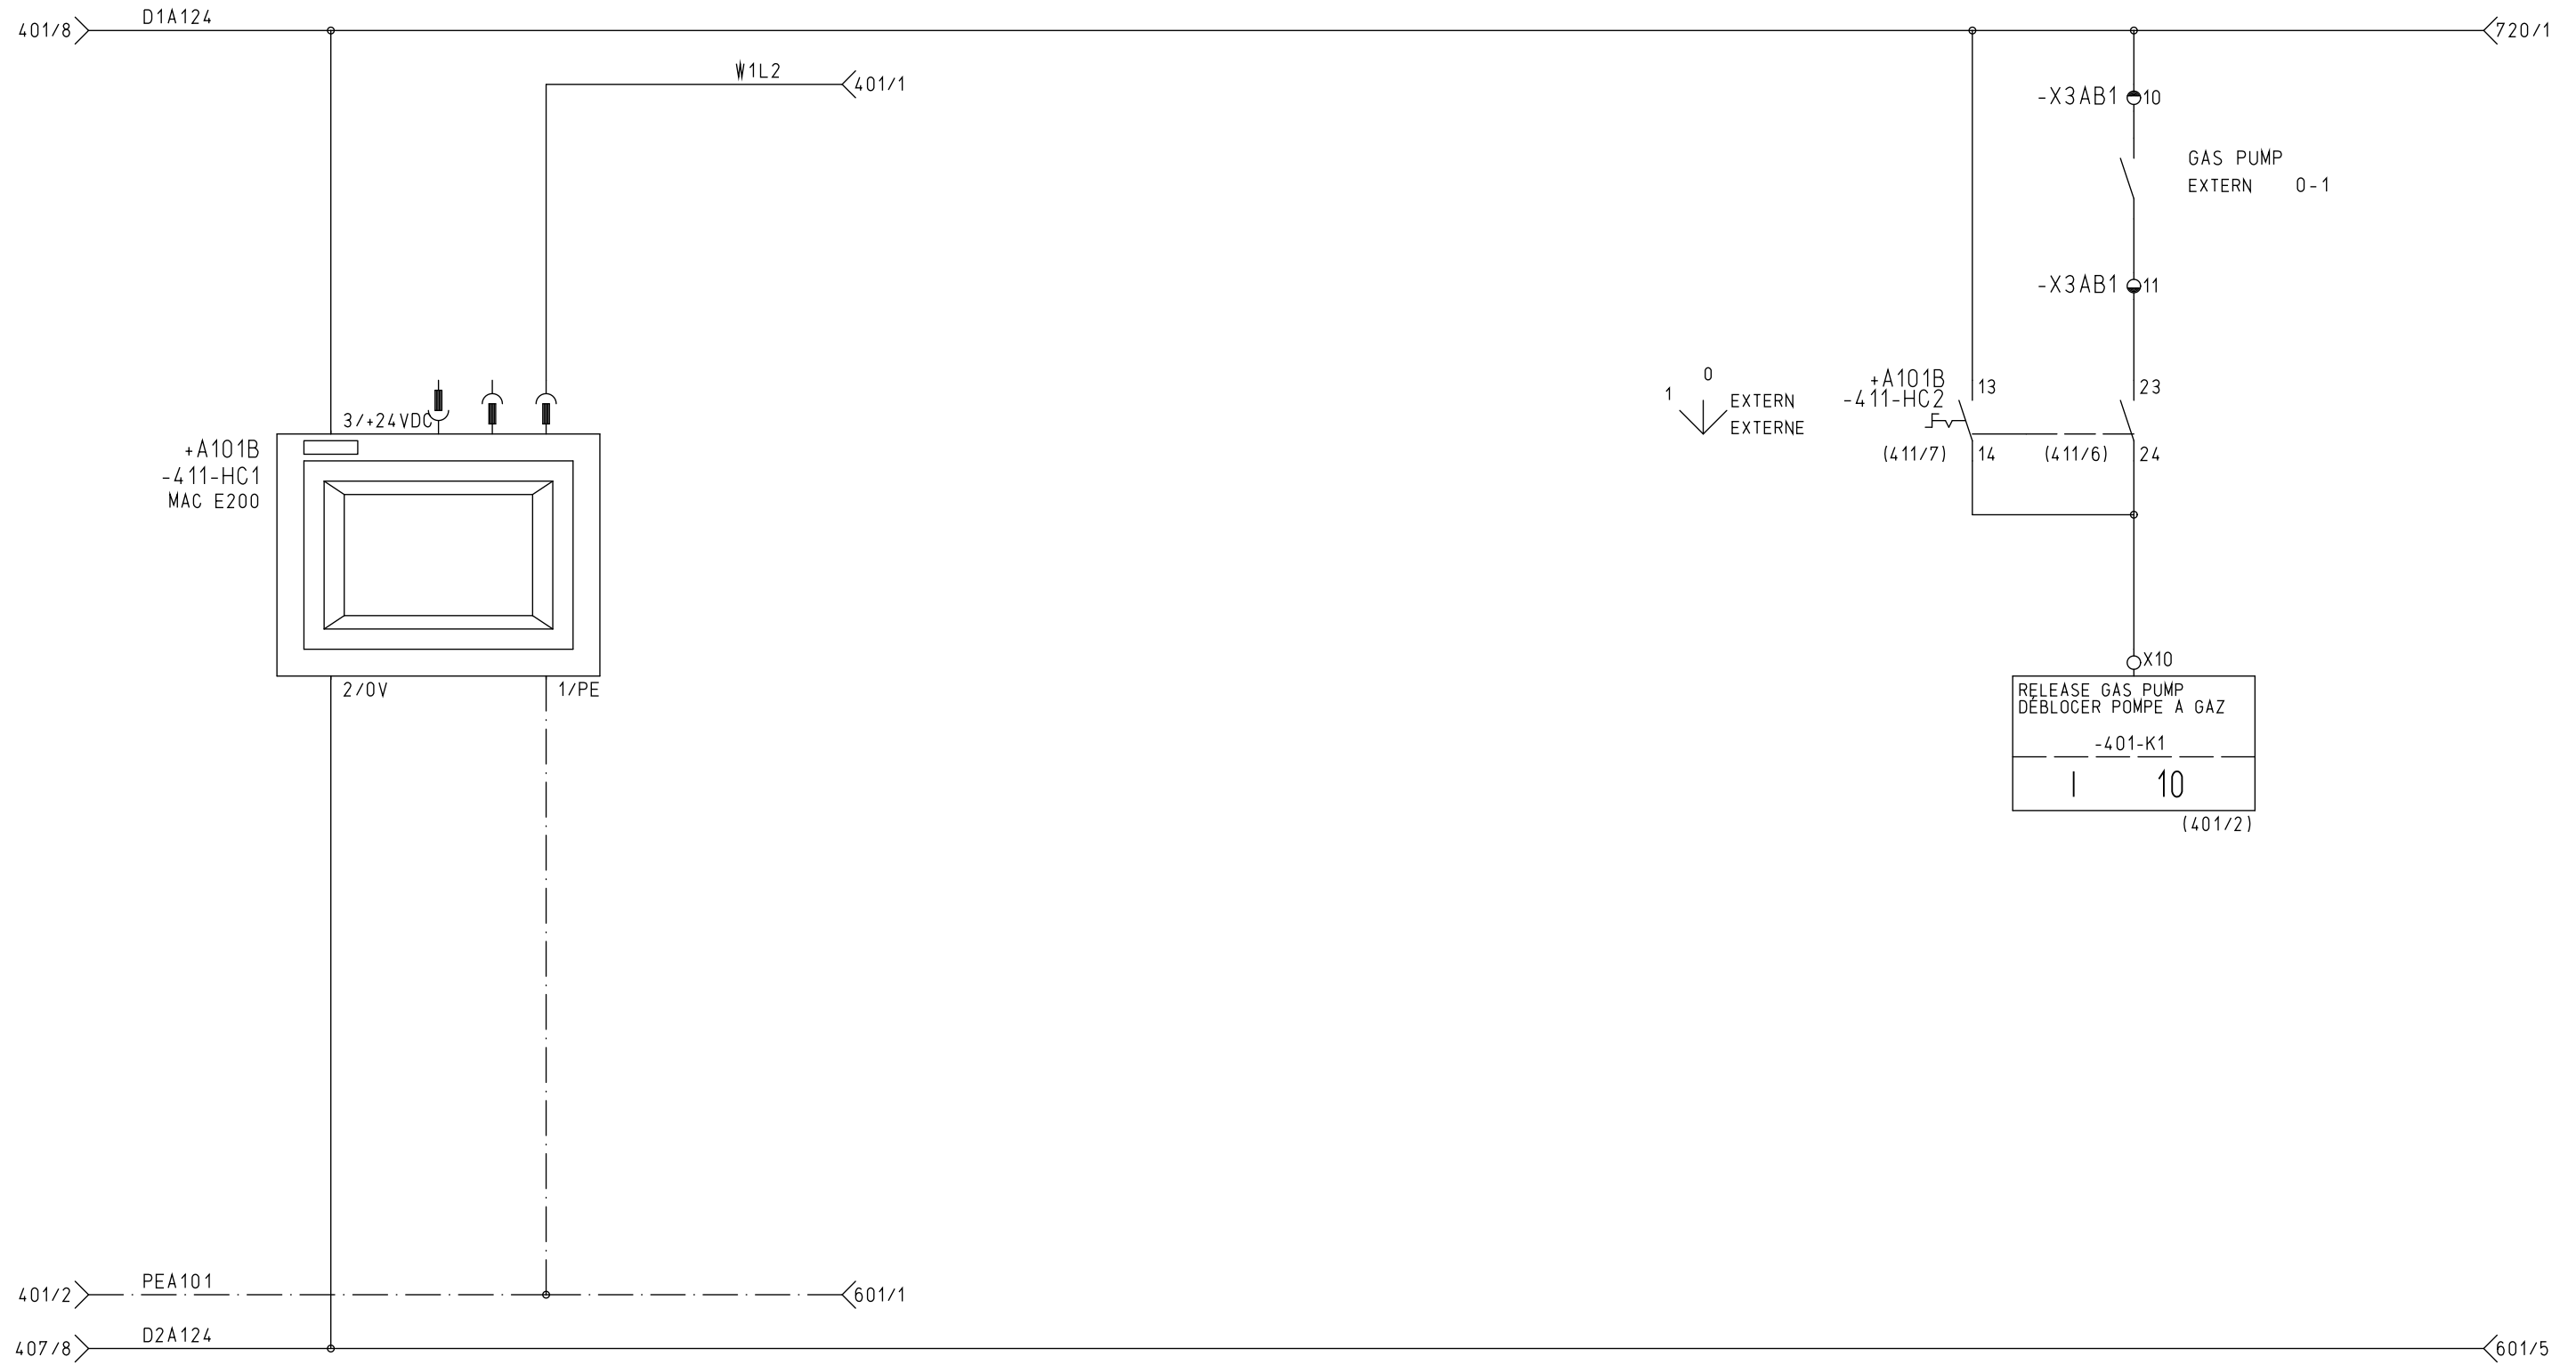 401/8
D1A124
720/1
W1L2
401/1
-X3AB1 10
GAS PUMP
EXTERN 0-1
-X3AB1 11
3/+24VDC
+A101B
-411-HC1
MAC E200
2/0V
1/PE
0
1
EXTERN
EXTERNE
+A101B
-411-HC2
13
23
(411/7)
14
(411/6)
24
X10
RELEASE GAS PUMP
DÉBLOCER POMPE A GAZ
-401-K1
I 10
(401/2)
401/2
PEA101
601/1
407/8
D2A124
601/5